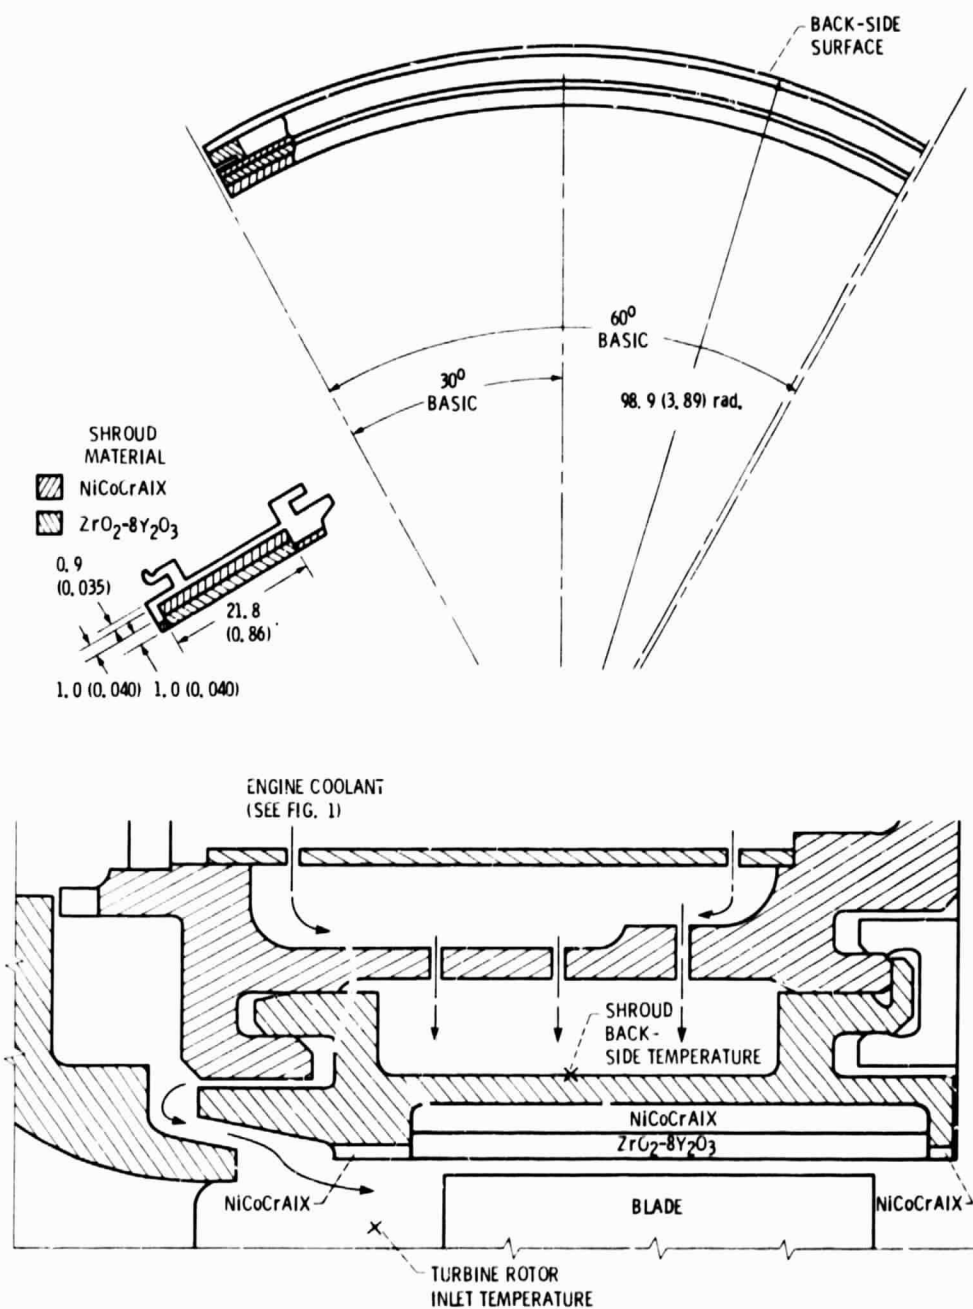 BACK-SIDE
SURFACE
60⁰
BASIC
30⁰
BASIC
98.9 (3.89) rad.
SHROUD
MATERIAL
NiCoCrAlX
ZrO₂-8Y₂O₃
0.9
(0.035)
21.8
(0.86)
1.0 (0.040) 1.0 (0.040)
ENGINE COOLANT
(SEE FIG. 1)
SHROUD
BACK-
SIDE TEMPERATURE
NiCoCrAlX
ZrO₂-8Y₂O₃
NiCoCrAlX
BLADE
NiCoCrAlX
TURBINE ROTOR
INLET TEMPERATURE